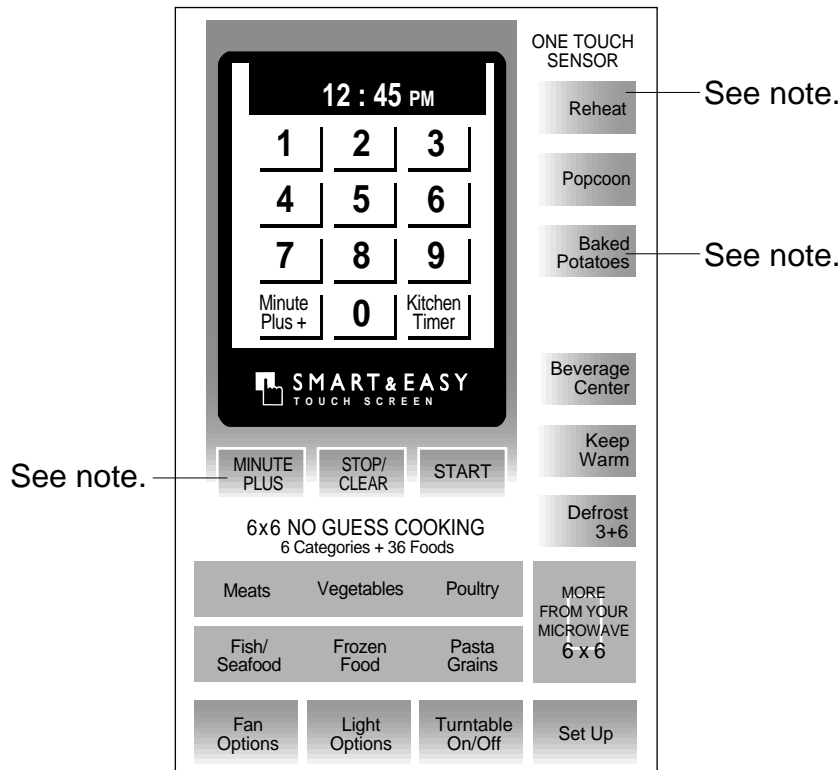 ONE TOUCH
SENSOR
12 : 45 PM
1 2 3
4 5 6
7 8 9
Minute
Plus +
0
Kitchen
Timer
SMART & EASY
TOUCH SCREEN
Reheat
See note.
Popcoon
Baked
Potatoes
See note.
Beverage
Center
Keep
Warm
Defrost
3+6
See note.
MINUTE
PLUS
STOP/
CLEAR
START
6x6 NO GUESS COOKING
6 Categories + 36 Foods
Meats
Vegetables
Poultry
Fish/
Seafood
Frozen
Food
Pasta
Grains
MORE
FROM YOUR
MICROWAVE
6 x 6
Fan
Options
Light
Options
Turntable
On/Off
Set Up